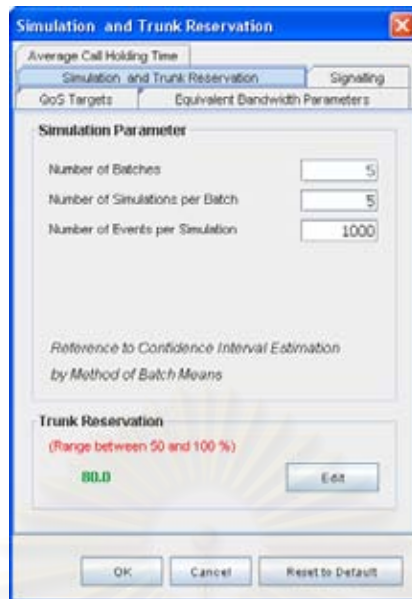 Simulation and Trunk Reservation
Average Call Holding Time
Simulation and Trunk Reservation Signalling
QoS Targets Equivalent Bandwidth Parameters
Simulation Parameter
Number of Batches 5
Number of Simulations per Batch 5
Number of Events per Simulation 1000
Reference to Confidence Interval Estimation
by Method of Batch Means
Trunk Reservation
(Range between 50 and 100 %)
80.0 Edit
OK Cancel Reset to Default